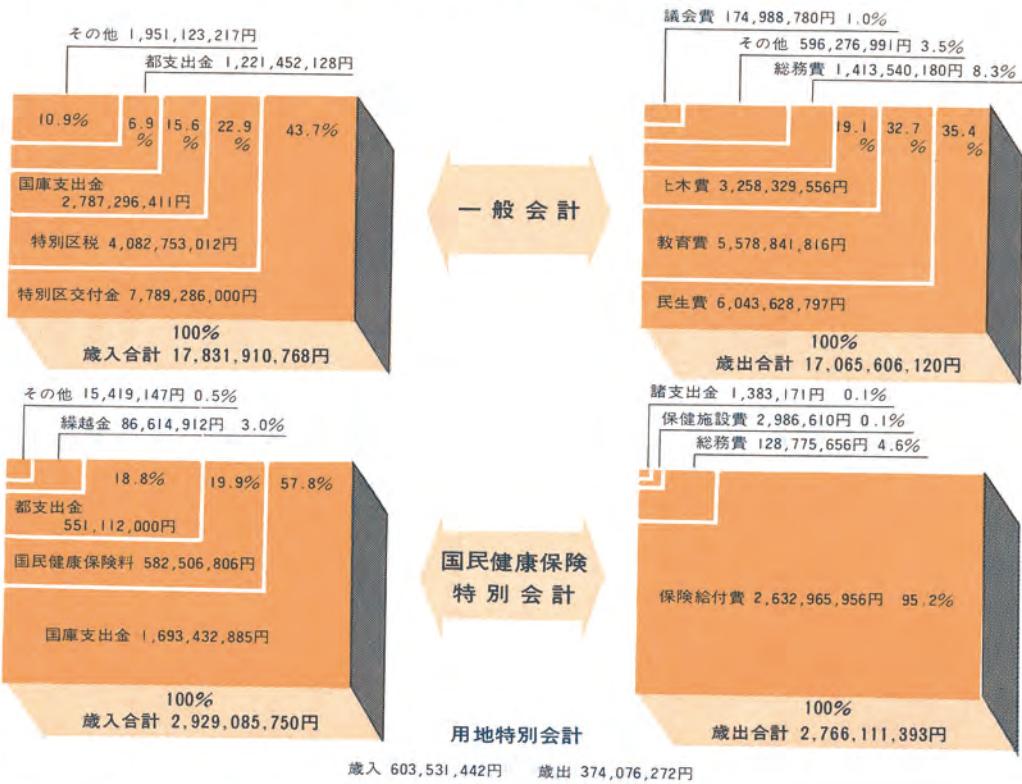 その他 1,951,123,217円
都支出金 1,221,452,128円
10.9%
6.9%
15.6%
22.9%
43.7%
国庫支出金
2,787,296,411円
特別区税 4,082,753,012円
特別区交付金 7,789,286,000円
100%
歳入合計 17,831,910,768円
一般会計
議会費 174,988,780円 1.0%
その他 596,276,991円 3.5%
総務費 1,413,540,180円 8.3%
19.1%
32.7%
35.4%
土木費 3,258,329,556円
教育費 5,578,841,816円
民生費 6,043,628,797円
100%
歳出合計 17,065,606,120円
その他 15,419,147円 0.5%
繰越金 86,614,912円 3.0%
18.8%
19.9%
57.8%
都支出金
551,112,000円
国民健康保険料 582,506,806円
国庫支出金 1,693,432,885円
100%
歳入合計 2,929,085,750円
国民健康保険
特別会計
諸支出金 1,383,171円 0.1%
保健施設費 2,986,610円 0.1%
総務費 128,775,656円 4.6%
保険給付費 2,632,965,956円 95.2%
100%
歳出合計 2,766,111,393円
用地特別会計
歳入 603,531,442円 歳出 374,076,272円